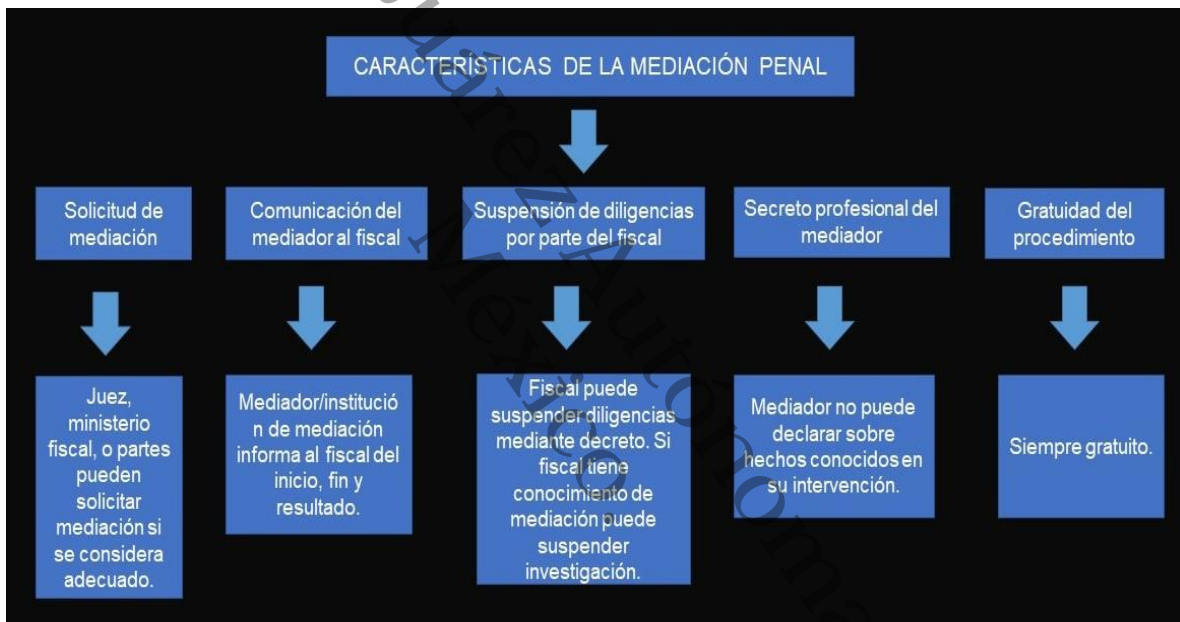 CARACTERÍSTICAS DE LA MEDIACIÓN PENAL
Solicitud de
mediación
Comunicación del
mediador al fiscal
Suspensión de diligencias
por parte del fiscal
Secreto profesional del
mediador
Gratuidad del
procedimiento
Juez,
ministerio
fiscal, o partes
pueden
solicitar
mediación si
se considera
adecuado.
Mediador/institució
n de mediación
informa al fiscal del
inicio, fin y
resultado.
Fiscal puede
suspender diligencias
mediante decreto. Si
fiscal tiene
conocimiento de
mediación puede
suspender
investigación.
Mediador no puede
declarar sobre
hechos conocidos en
su intervención.
Siempre gratuito.
Juárez Autónoma
México.